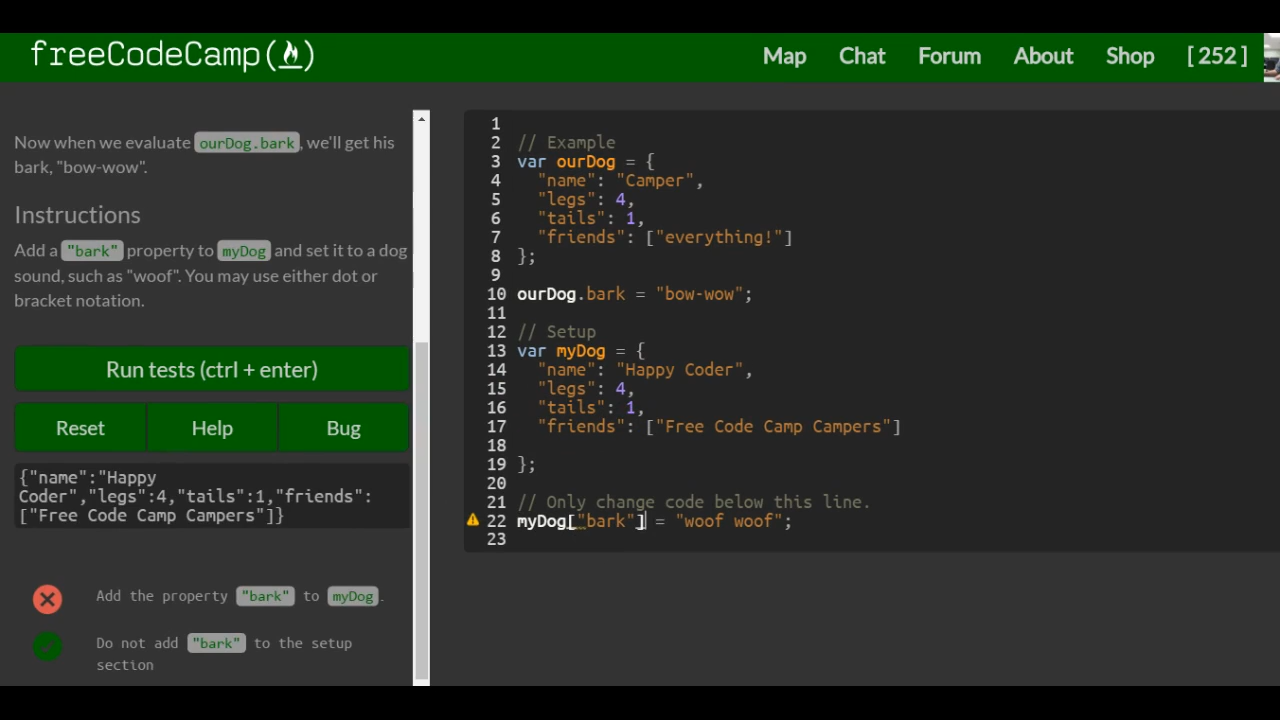 freeCodeCamp(🔥)
Map Chat Forum About Shop [ 252 ]
Now when we evaluate ourDog.bark, we'll get his
bark, "bow-wow".
Instructions
Add a "bark" property to myDog and set it to a dog
sound, such as "woof". You may use either dot or
bracket notation.
Run tests (ctrl + enter)
Reset Help Bug
{"name":"Happy
Coder","legs":4,"tails":1,"friends":
["Free Code Camp Campers"]}
Add the property "bark" to myDog.
Do not add "bark" to the setup
section
1
2 // Example
3 var ourDog = {
4   "name": "Camper",
5   "legs": 4,
6   "tails": 1,
7   "friends": ["everything!"]
8 };
9
10 ourDog.bark = "bow-wow";
11
12 // Setup
13 var myDog = {
14   "name": "Happy Coder",
15   "legs": 4,
16   "tails": 1,
17   "friends": ["Free Code Camp Campers"]
18
19 };
20
21 // Only change code below this line.
22 myDog["bark"] = "woof woof";
23